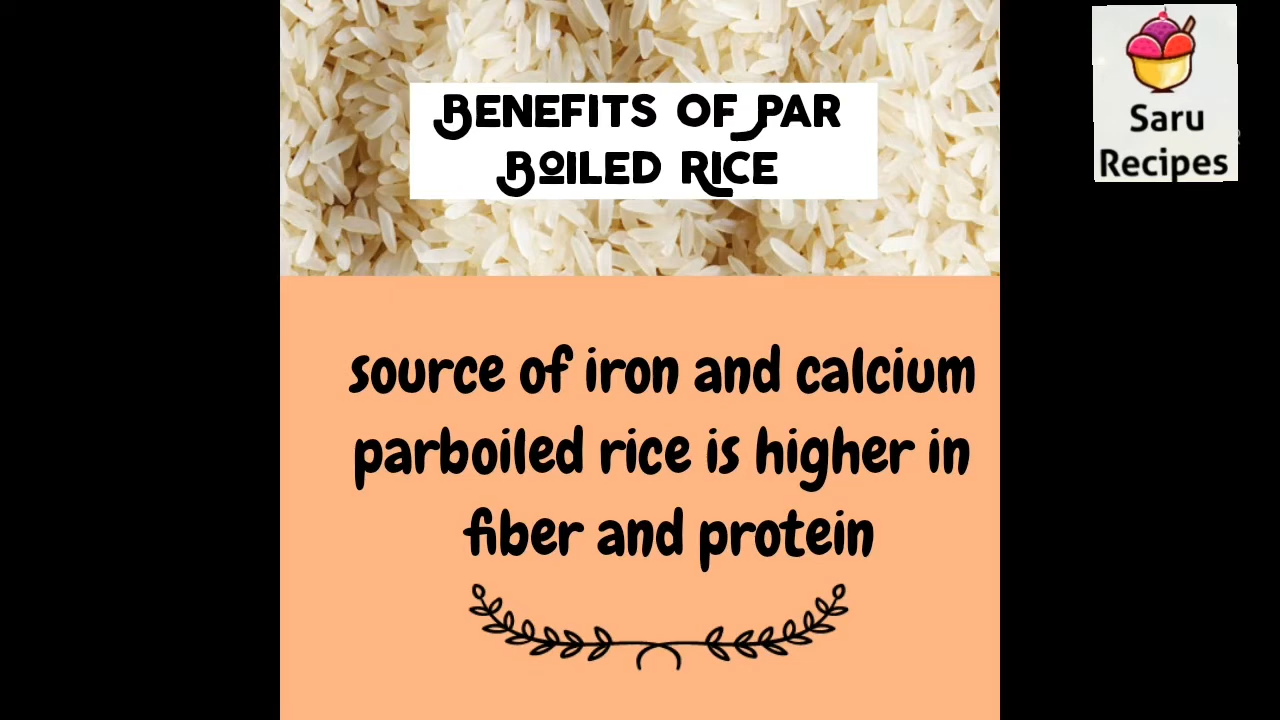 BENEFITS OF PAR
BOILED RICE
Saru
Recipes
source of iron and calcium
parboiled rice is higher in
fiber and protein